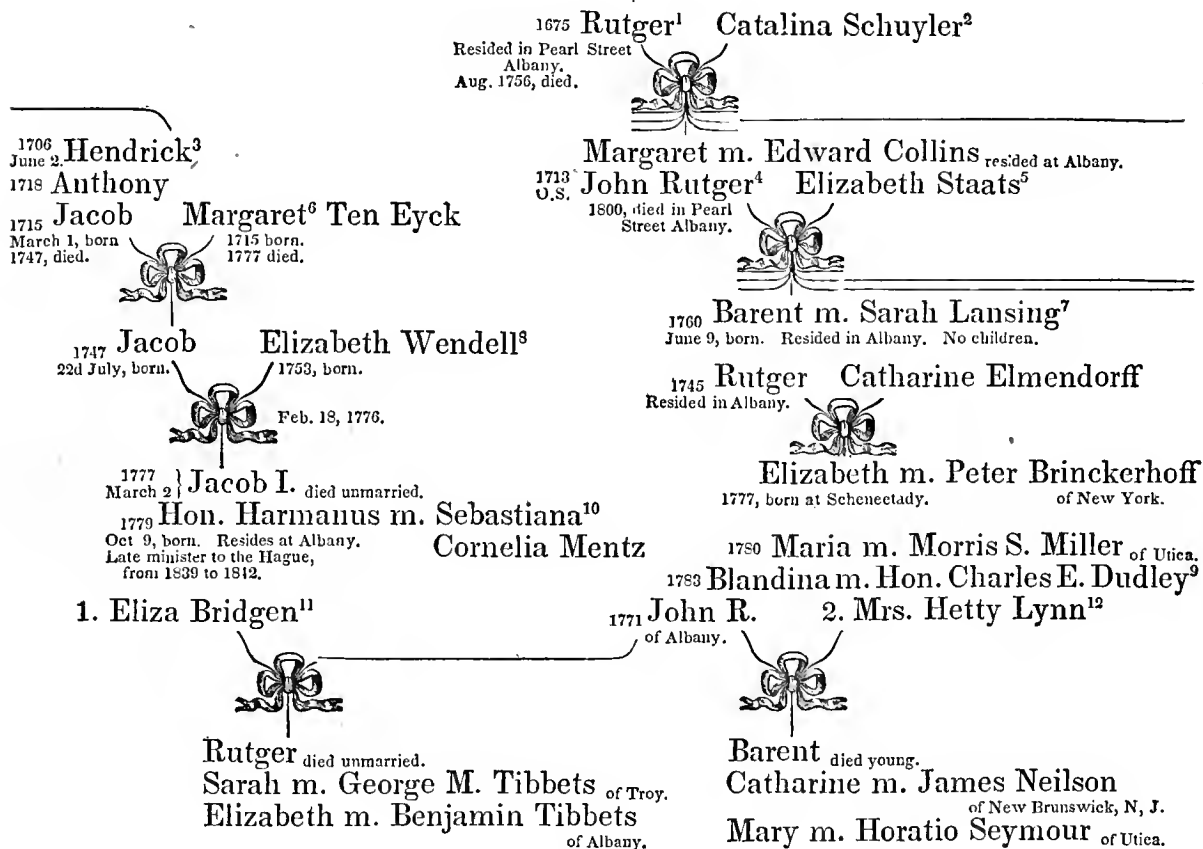 1675 Rutger¹ Catalina Schuyler²
Resided in Pearl Street
Albany.
Aug. 1756, died.
1706 Hendrick³
June 2.
1718 Anthony
1715 Jacob Margaret⁶ Ten Eyck
March 1, born 1715 born.
1747, died. 1777 died.
Margaret m. Edward Collins resided at Albany.
1713 John Rutger⁴ Elizabeth Staats⁵
O.S.
1800, died in Pearl
Street Albany.
1747 Jacob Elizabeth Wendell⁸
22d July, born. 1753, born.
Feb. 18, 1776.
1760 Barent m. Sarah Lansing⁷
June 9, born. Resided in Albany. No children.
1745 Rutger Catharine Elmendorff
Resided in Albany.
1777 } Jacob I. died unmarried.
March 2
1779 Hon. Harmanus m. Sebastiana¹⁰
Oct 9, born. Resides at Albany. Cornelia Mentz
Late minister to the Hague,
from 1839 to 1842.
Elizabeth m. Peter Brinckerhoff
1777, born at Schenectady. of New York.
1780 Maria m. Morris S. Miller of Utica.
1783 Blandina m. Hon. Charles E. Dudley⁹
1. Eliza Bridgen¹¹ 1771 John R. 2. Mrs. Hetty Lynn¹²
of Albany.
Rutger died unmarried.
Sarah m. George M. Tibbets of Troy.
Elizabeth m. Benjamin Tibbets
of Albany.
Barent died young.
Catharine m. James Neilson
of New Brunswick, N, J.
Mary m. Horatio Seymour of Utica.